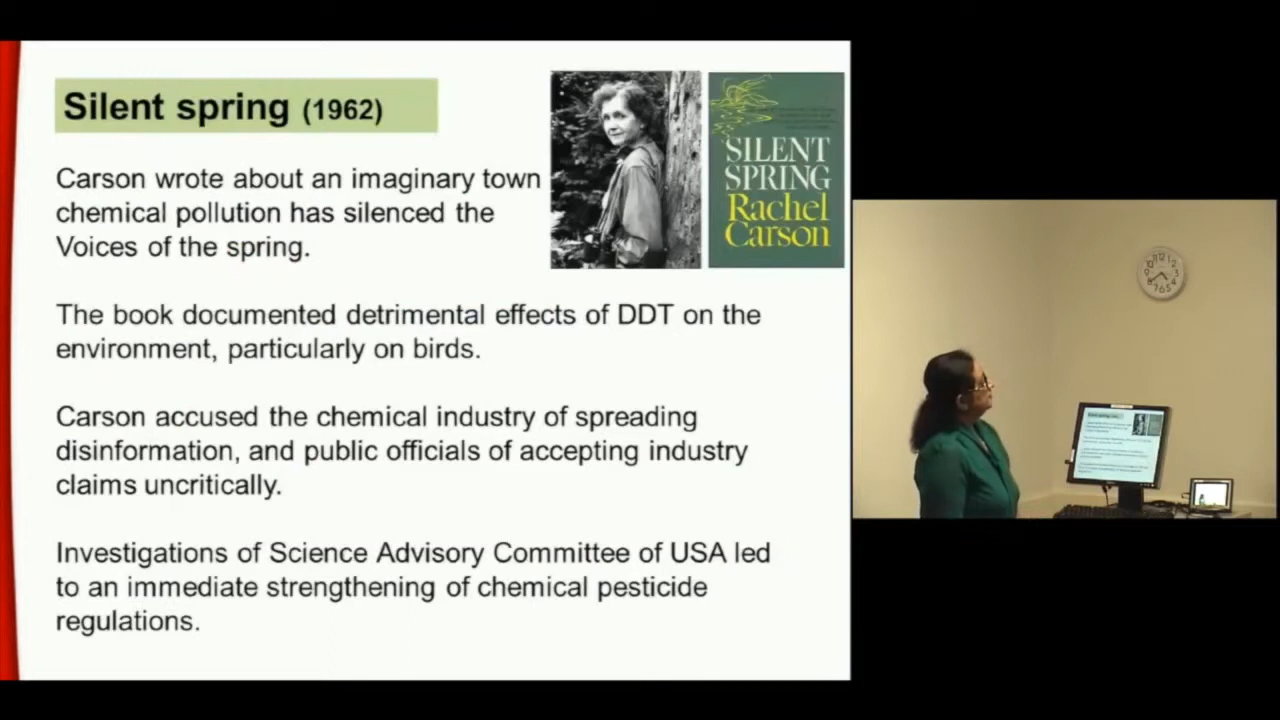 Silent spring (1962)
Carson wrote about an imaginary town
chemical pollution has silenced the
Voices of the spring.
The book documented detrimental effects of DDT on the
environment, particularly on birds.
Carson accused the chemical industry of spreading
disinformation, and public officials of accepting industry
claims uncritically.
Investigations of Science Advisory Committee of USA led
to an immediate strengthening of chemical pesticide
regulations.
SILENT
SPRING
Rachel
Carson